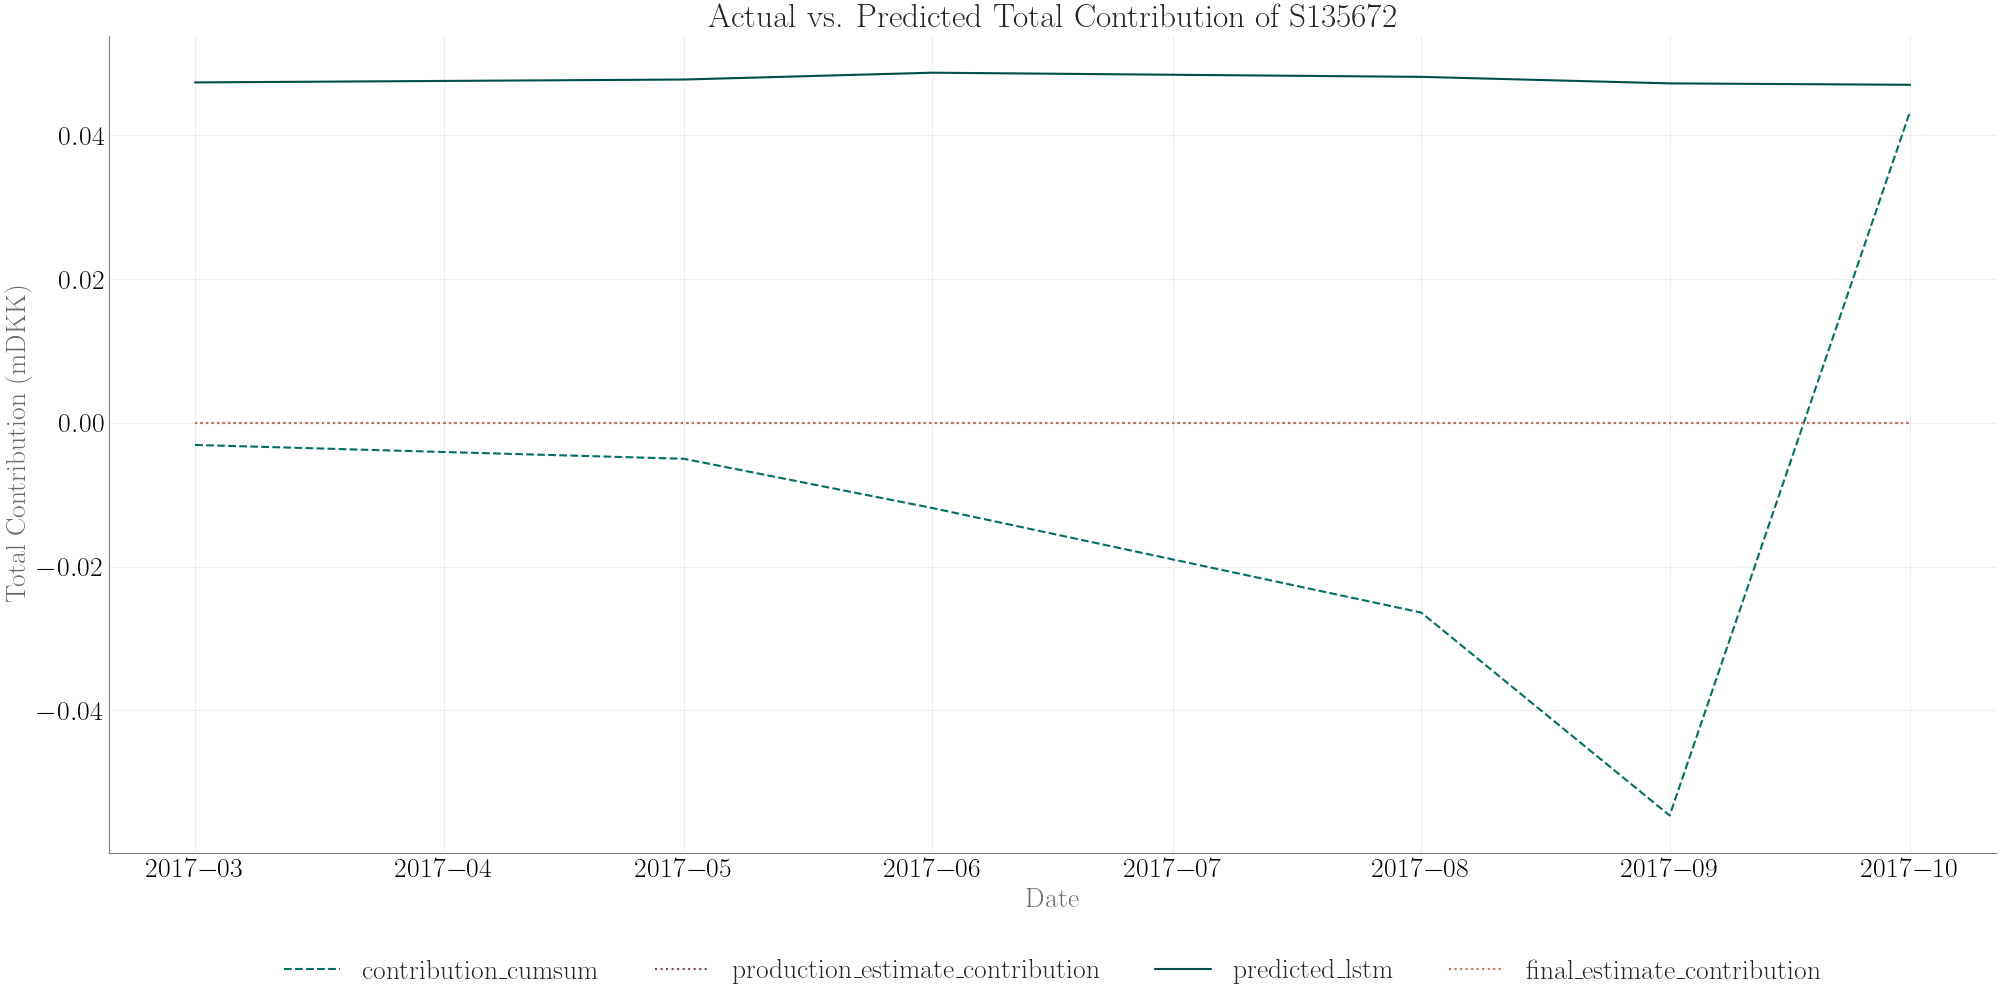 Actual vs. Predicted Total Contribution of S135672
Total Contribution (mDKK)
0.04
0.02
0.00
−0.02
−0.04
2017−03 2017−04 2017−05 2017−06 2017−07 2017−08 2017−09 2017−10
Date
contribution_cumsum production_estimate_contribution predicted_lstm final_estimate_contribution